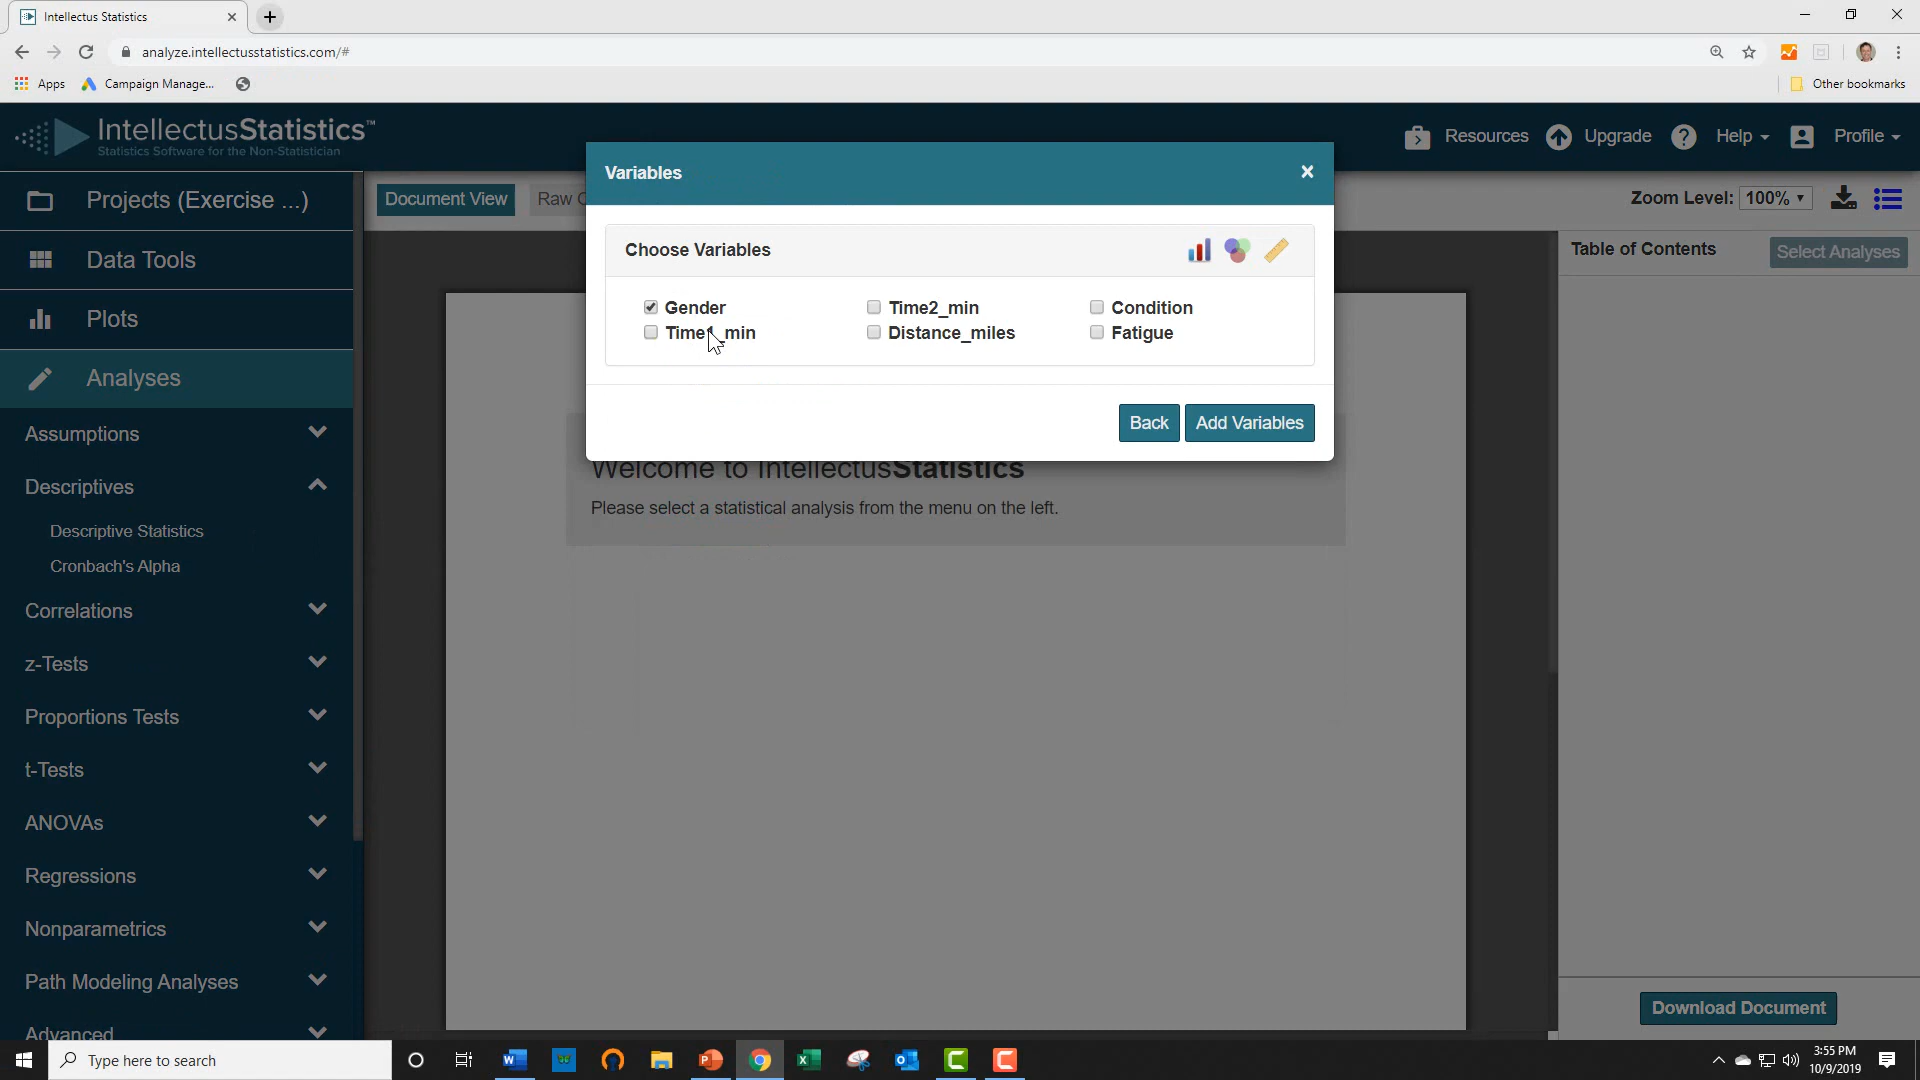 Intellectus Statistics
analyze.intellectusstatistics.com/#
Apps
Campaign Manage...
Other bookmarks
IntellectusStatistics™
Statistics Software for the Non-Statistician
Resources
Upgrade
Help
Profile
Projects (Exercise ...)
Data Tools
Plots
Analyses
Assumptions
Descriptives
Descriptive Statistics
Cronbach's Alpha
Correlations
z-Tests
Proportions Tests
t-Tests
ANOVAs
Regressions
Nonparametrics
Path Modeling Analyses
Advanced
Document View
Raw
Zoom Level: 100%
Table of Contents
Select Analyses
Variables
Choose Variables
Gender
Time2_min
Condition
Time1_min
Distance_miles
Fatigue
Back
Add Variables
Welcome to IntellectusStatistics
Please select a statistical analysis from the menu on the left.
Download Document
Type here to search
3:55 PM
10/9/2019